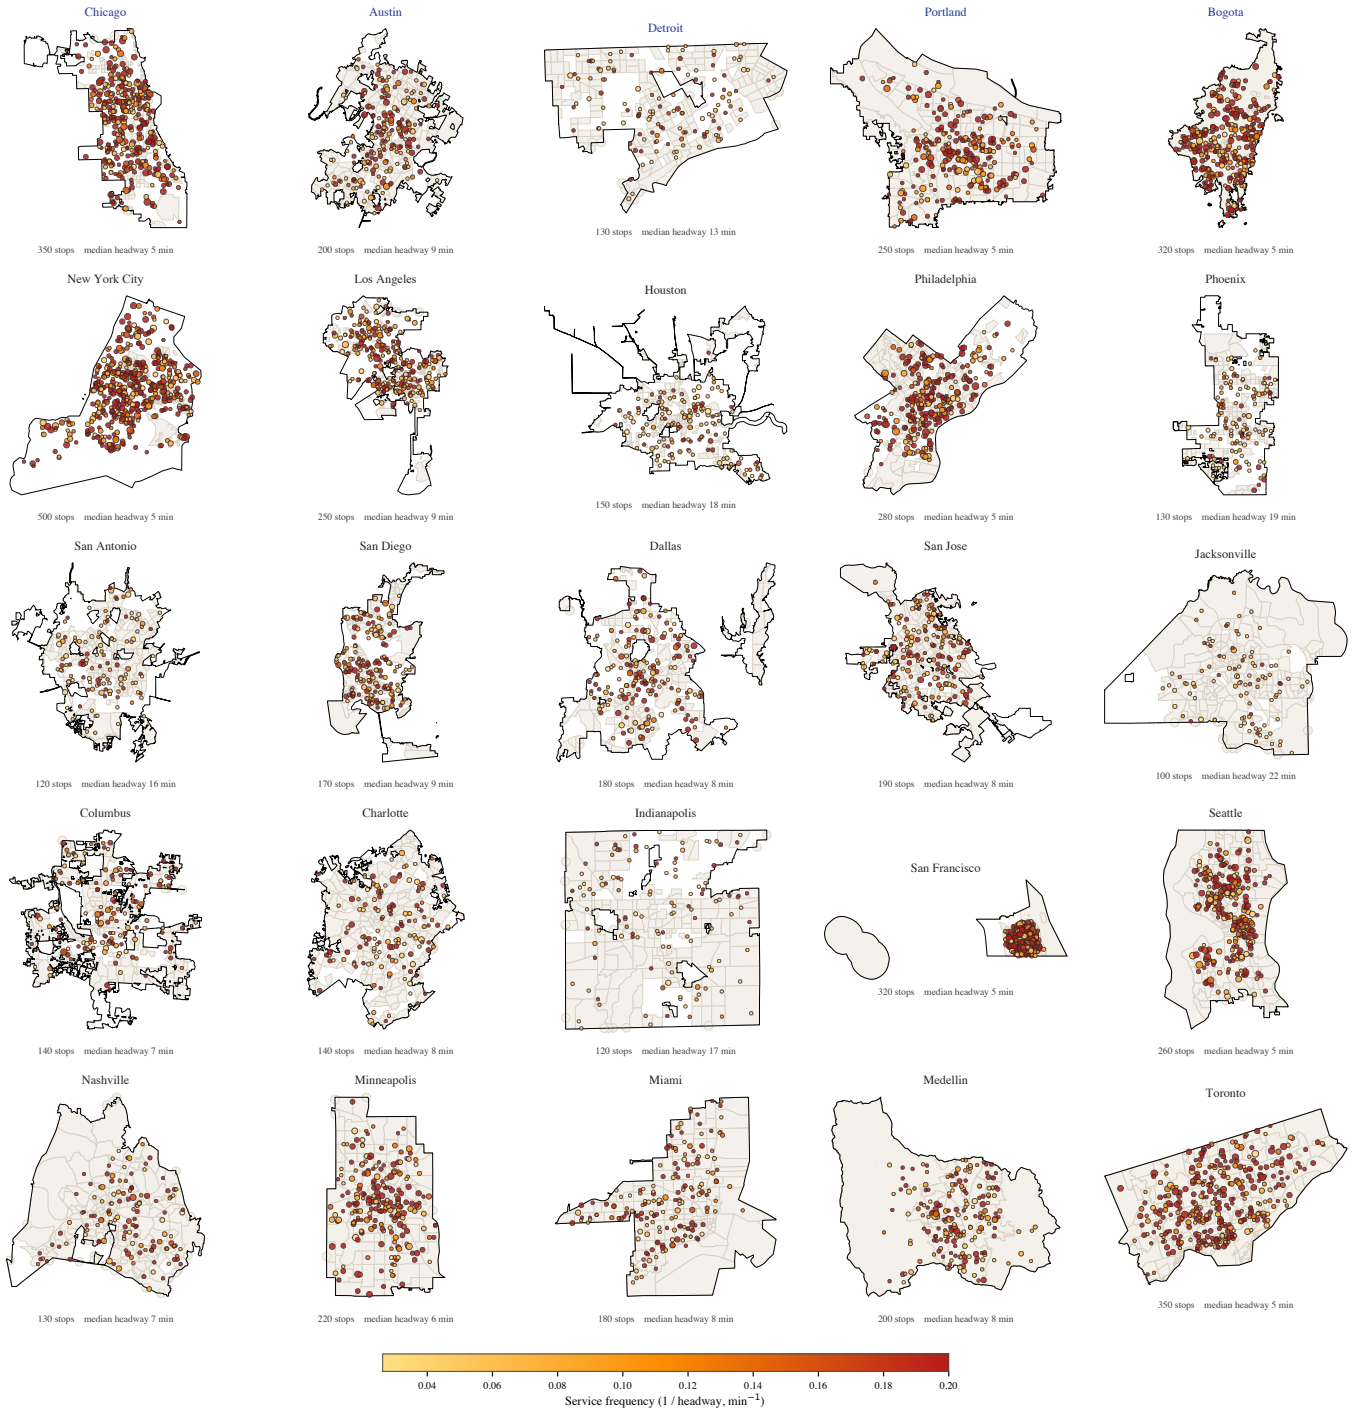 Chicago
Austin
Detroit
Portland
Bogota
350 stops median headway 5 min
200 stops median headway 9 min
130 stops median headway 13 min
250 stops median headway 5 min
320 stops median headway 5 min
New York City
Los Angeles
Houston
Philadelphia
Phoenix
500 stops median headway 5 min
250 stops median headway 9 min
150 stops median headway 18 min
280 stops median headway 5 min
130 stops median headway 19 min
San Antonio
San Diego
Dallas
San Jose
Jacksonville
120 stops median headway 16 min
170 stops median headway 9 min
180 stops median headway 8 min
190 stops median headway 8 min
100 stops median headway 22 min
Columbus
Charlotte
Indianapolis
San Francisco
Seattle
140 stops median headway 7 min
140 stops median headway 8 min
120 stops median headway 17 min
320 stops median headway 5 min
260 stops median headway 5 min
Nashville
Minneapolis
Miami
Medellin
Toronto
130 stops median headway 7 min
220 stops median headway 6 min
180 stops median headway 8 min
200 stops median headway 8 min
350 stops median headway 5 min
0.04 0.06 0.08 0.10 0.12 0.14 0.16 0.18 0.20
Service frequency (1 / headway, min⁻¹)